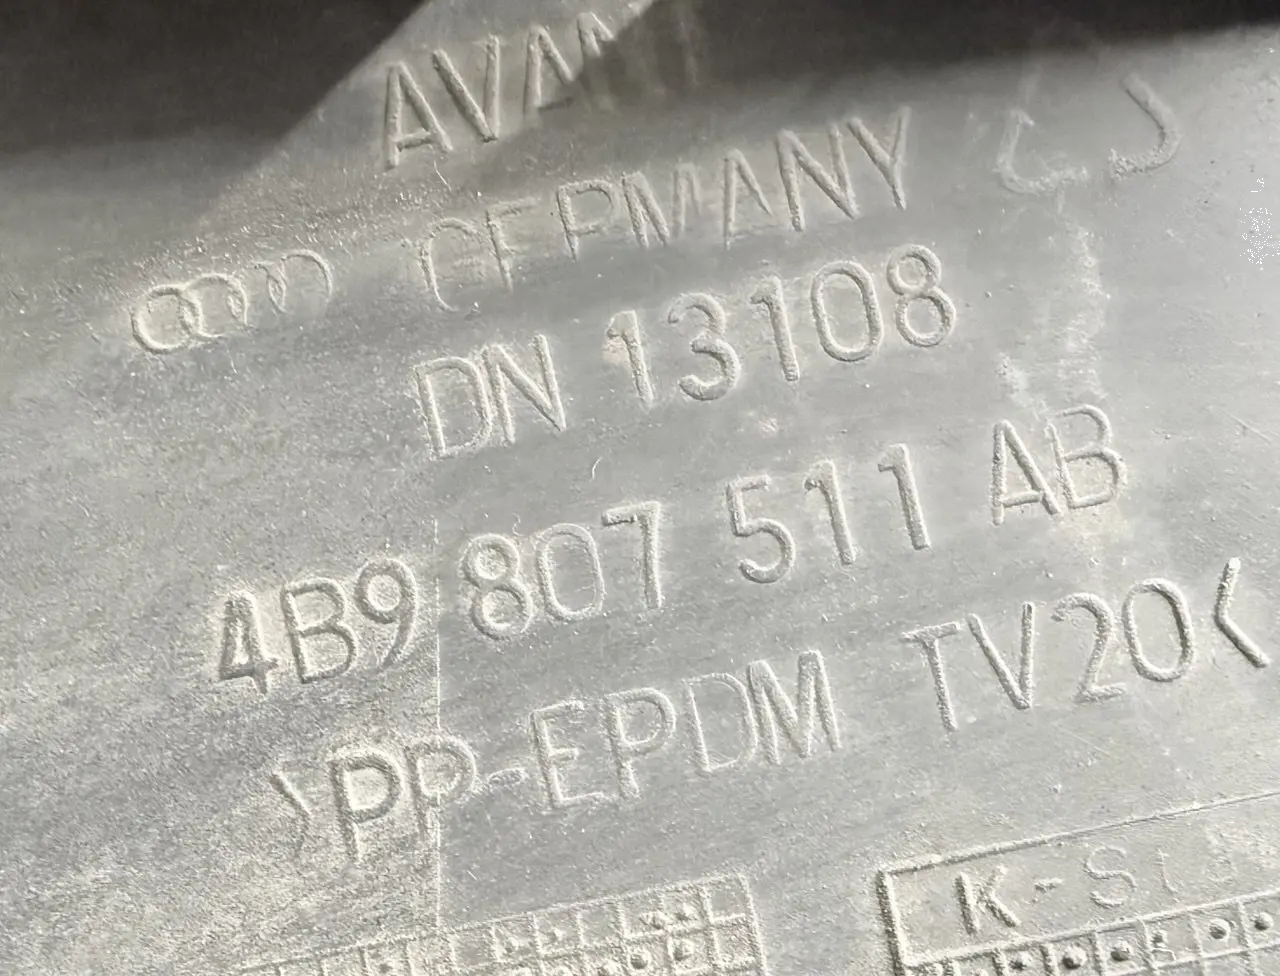 GERMANY
DN 13108
4B9 807 511 AB
>PP-EPDM TV20<